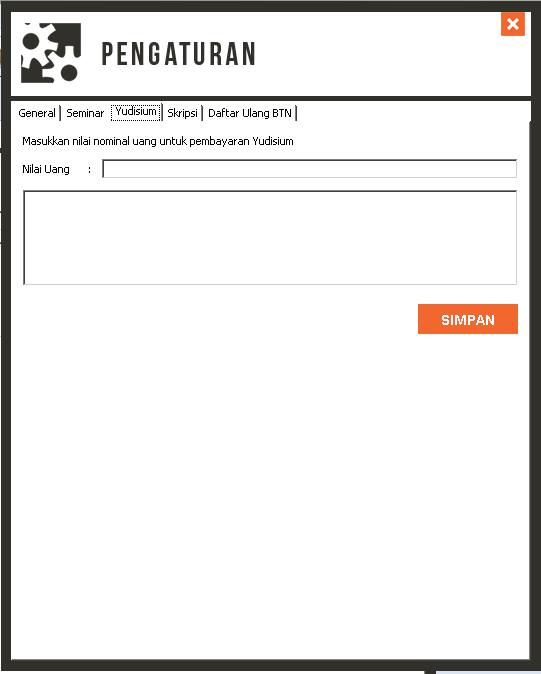 PENGATURAN
General Seminar Yudisium Skripsi Daftar Ulang BTN
Masukkan nilai nominal uang untuk pembayaran Yudisium
Nilai Uang :
SIMPAN